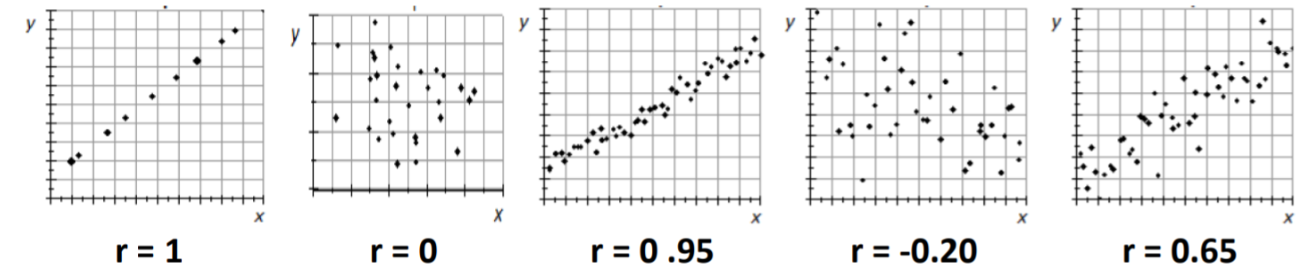 y
x
r = 1
y
x
r = 0
y
x
r = 0 .95
y
x
r = -0.20
y
x
r = 0.65